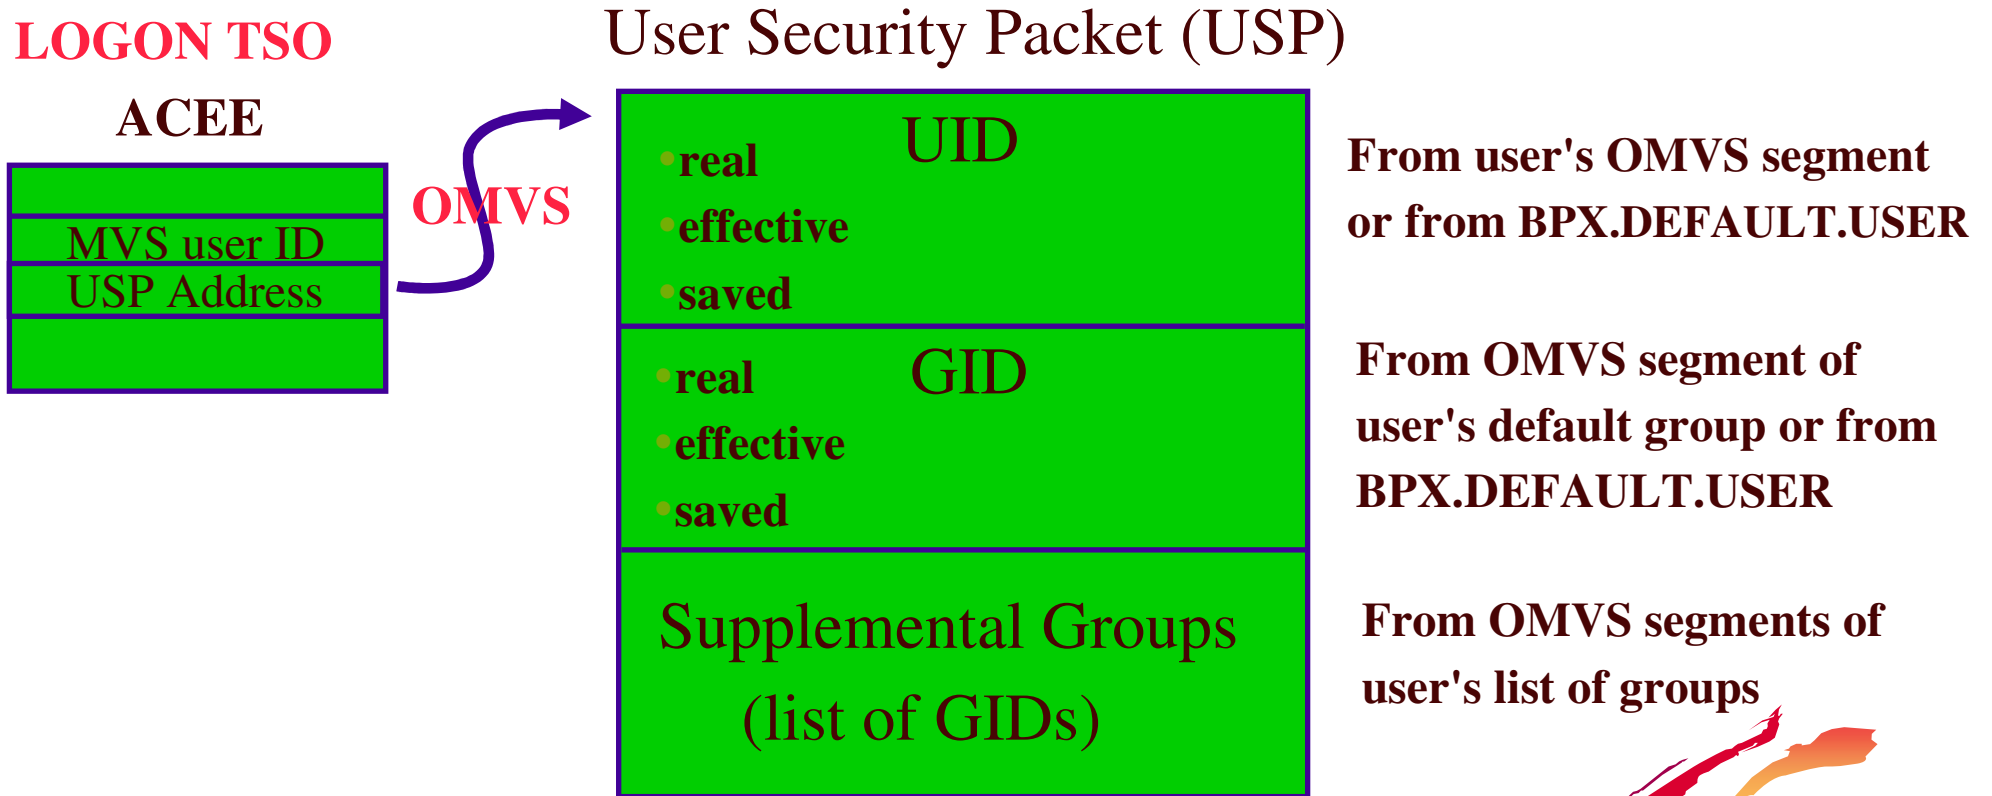 LOGON TSO
User Security Packet (USP)
ACEE
MVS user ID
USP Address
OMVS
UID
•real
•effective
•saved
From user's OMVS segment
or from BPX.DEFAULT.USER
GID
•real
•effective
•saved
From OMVS segment of
user's default group or from
BPX.DEFAULT.USER
Supplemental Groups
(list of GIDs)
From OMVS segments of
user's list of groups